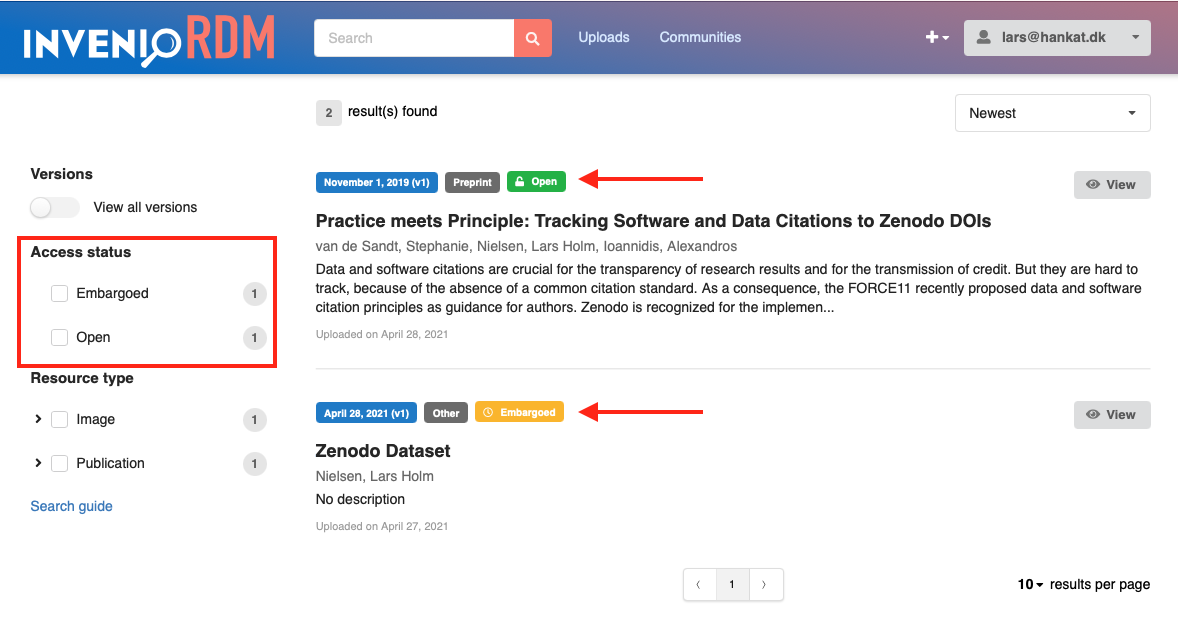 INVENIO RDM
Search
Uploads
Communities
lars@hankat.dk
2 result(s) found
Newest
Versions
View all versions
Access status
Embargoed 1
Open 1
Resource type
Image 1
Publication 1
Search guide
November 1, 2019 (v1) Preprint Open
View
Practice meets Principle: Tracking Software and Data Citations to Zenodo DOIs
van de Sandt, Stephanie, Nielsen, Lars Holm, Ioannidis, Alexandros
Data and software citations are crucial for the transparency of research results and for the transmission of credit. But they are hard to
track, because of the absence of a common citation standard. As a consequence, the FORCE11 recently proposed data and software
citation principles as guidance for authors. Zenodo is recognized for the implemen...
Uploaded on April 28, 2021
April 28, 2021 (v1) Other Embargoed
View
Zenodo Dataset
Nielsen, Lars Holm
No description
Uploaded on April 27, 2021
1
10 results per page